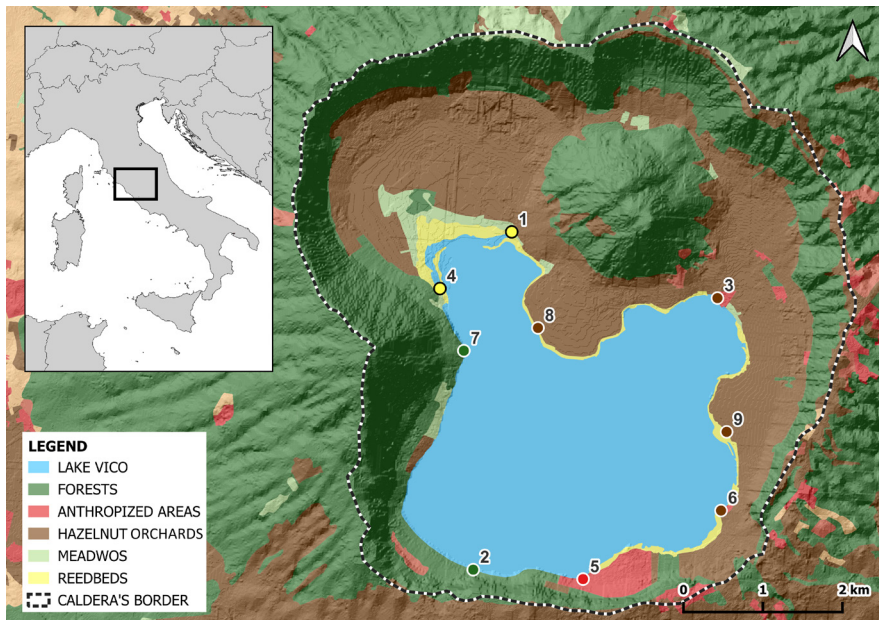 1
4
3
8
7
9
6
2
5
LEGEND
LAKE VICO
FORESTS
ANTHROPIZED AREAS
HAZELNUT ORCHARDS
MEADWOS
REEDBEDS
CALDERA'S BORDER
0 1 2 km